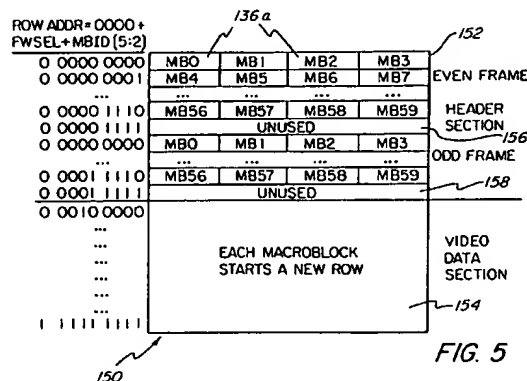 ROW ADDR = 0000 +
FWSEL + MBID (5:2)
136a
152
0 0000 0000 MB0 MB1 MB2 MB3
0 0000 0001 MB4 MB5 MB6 MB7
EVEN FRAME
... ... ... ... ...
0 0000 1110 MB56 MB57 MB58 MB59
HEADER
SECTION
0 0000 1111 UNUSED
156
0 0000 0000 MB0 MB1 MB2 MB3
ODD FRAME
... ... ... ... ...
0 0001 1110 MB56 MB57 MB58 MB59
0 0001 1111 UNUSED
158
0 0010 0000
...
...
...
...
...
...
1 1111 1111
EACH MACROBLOCK
STARTS A NEW ROW
VIDEO
DATA
SECTION
154
150
FIG. 5